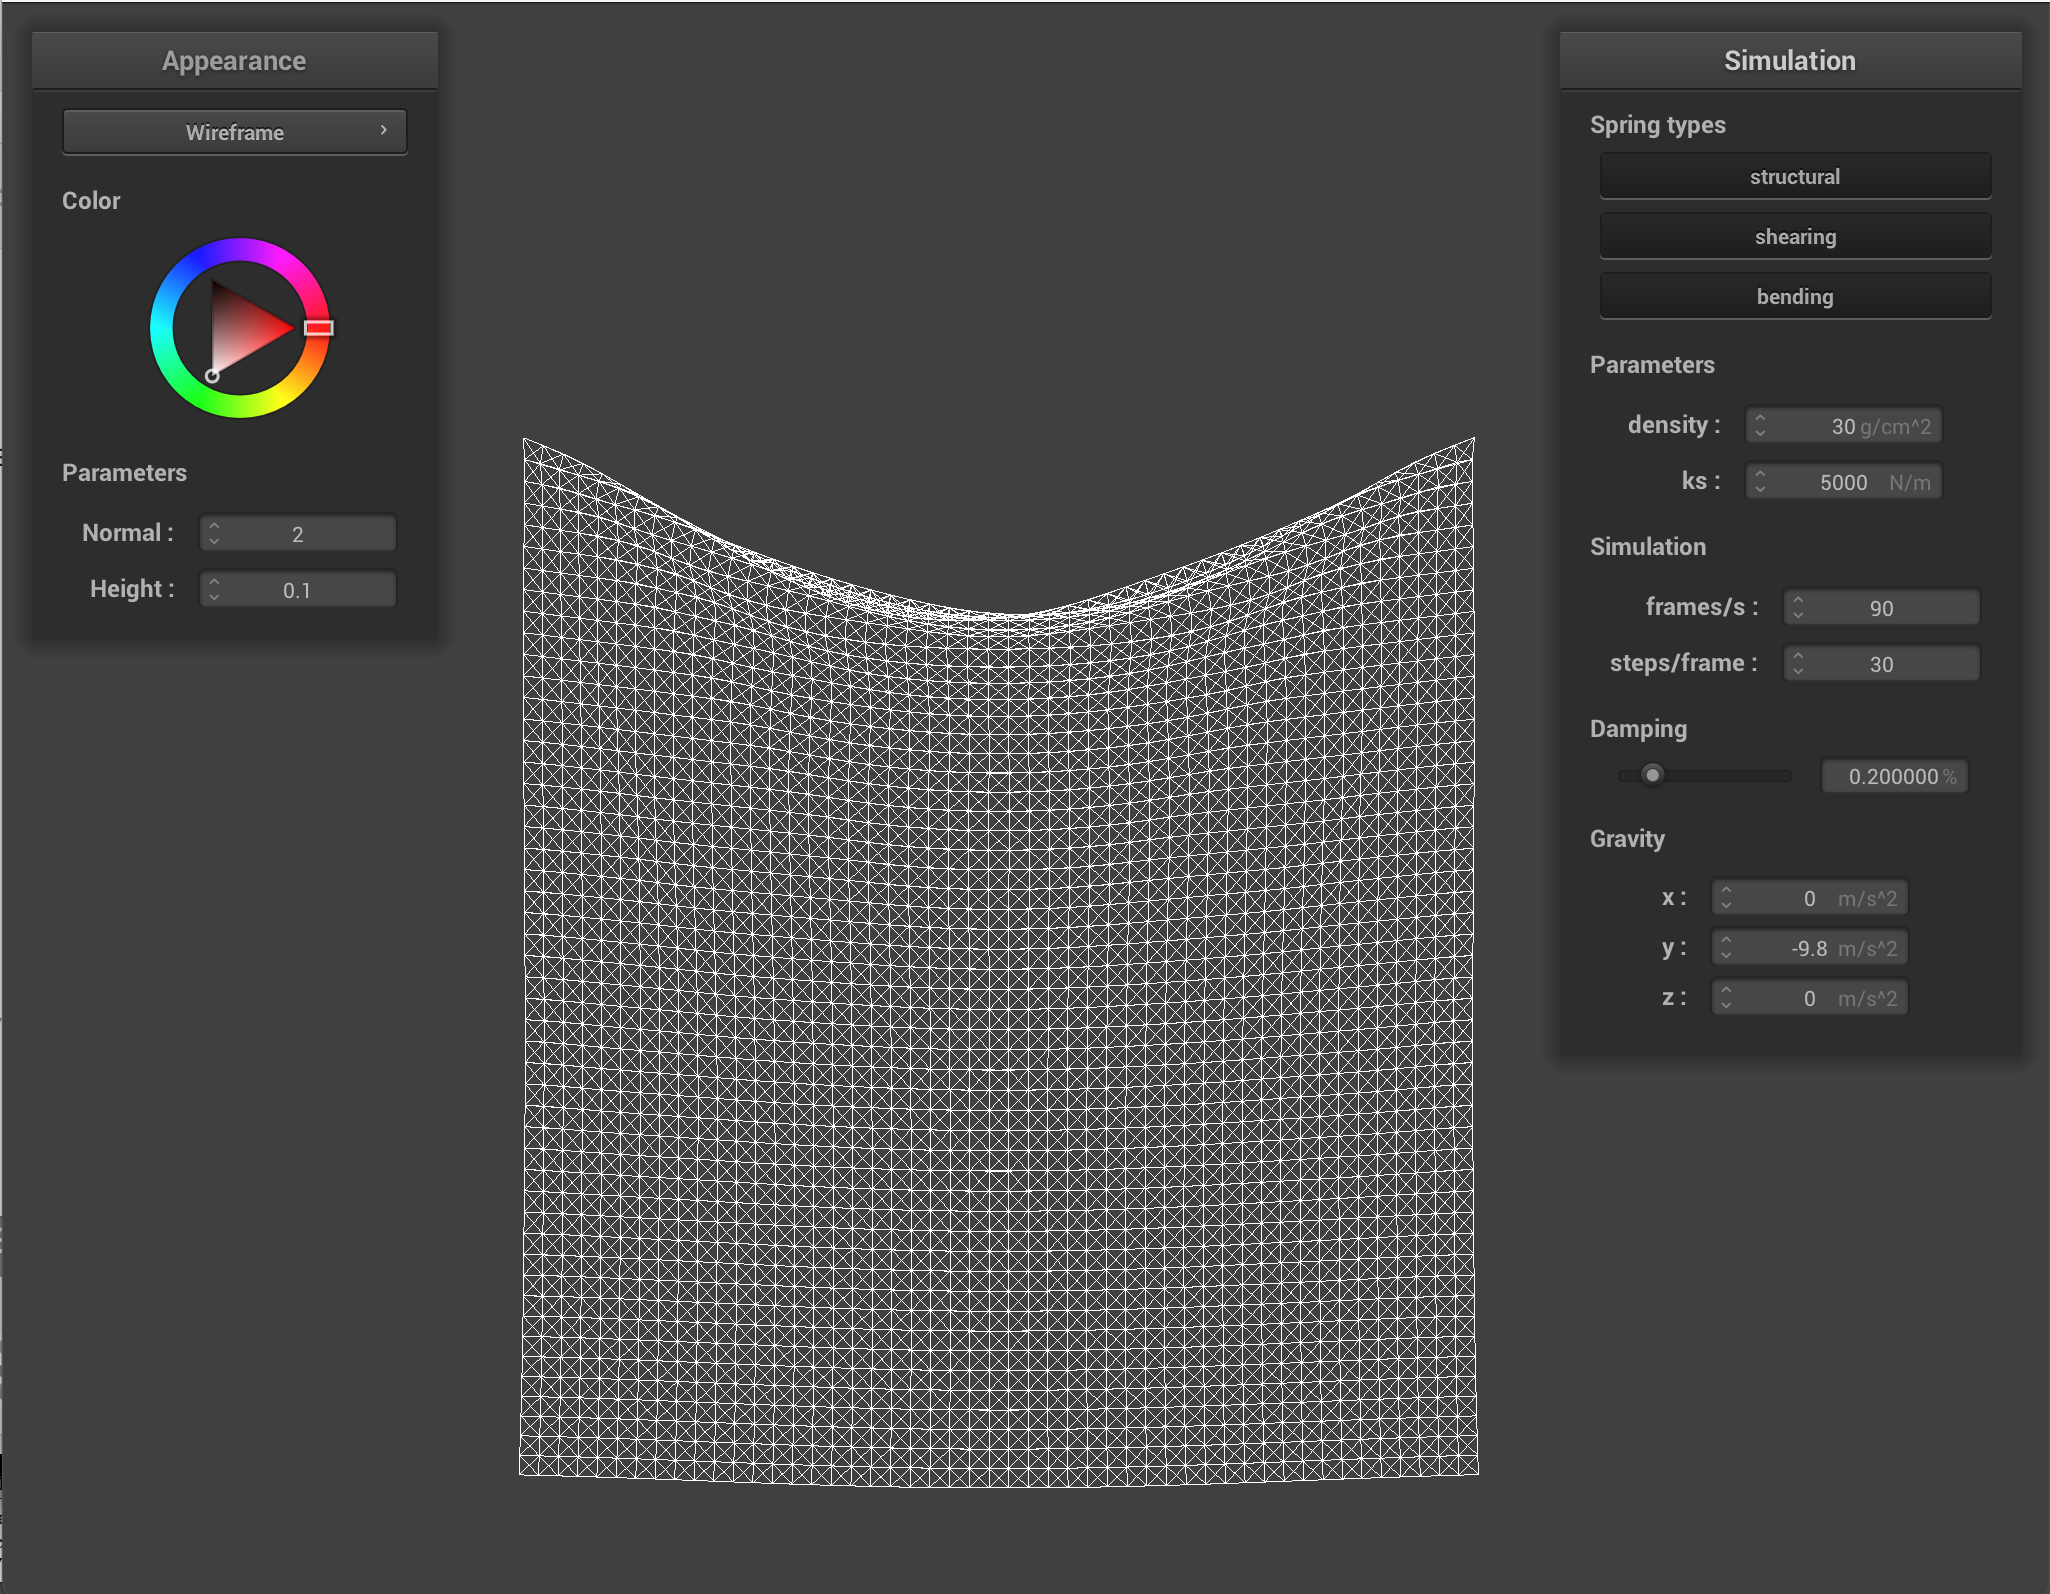 Appearance
Wireframe
Color
Parameters
Normal : 2
Height : 0.1
Simulation
Spring types
structural
shearing
bending
Parameters
density : 30 g/cm^2
ks : 5000 N/m
Simulation
frames/s : 90
steps/frame : 30
Damping
0.200000 %
Gravity
x : 0 m/s^2
y : -9.8 m/s^2
z : 0 m/s^2